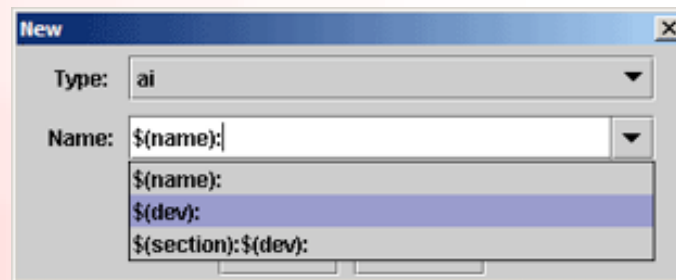 New
Type: ai
Name: $(name):
$(name):
$(dev):
$(section):$(dev):